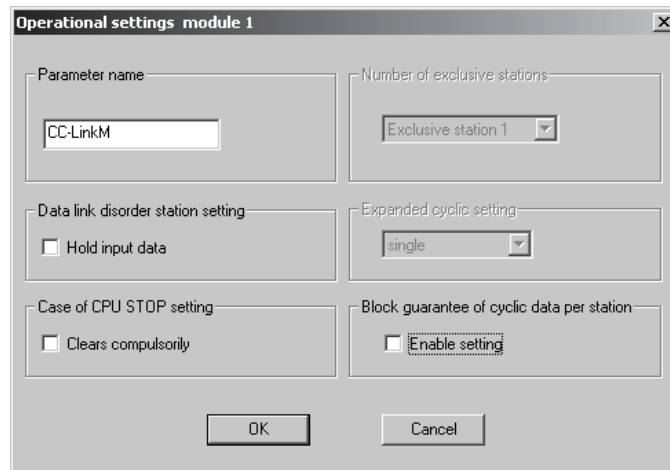 Operational settings  module 1
Parameter name
CC-LinkM
Number of exclusive stations
Exclusive station 1
Data link disorder station setting
Hold input data
Expanded cyclic setting
single
Case of CPU STOP setting
Clears compulsorily
Block guarantee of cyclic data per station
Enable setting
OK
Cancel